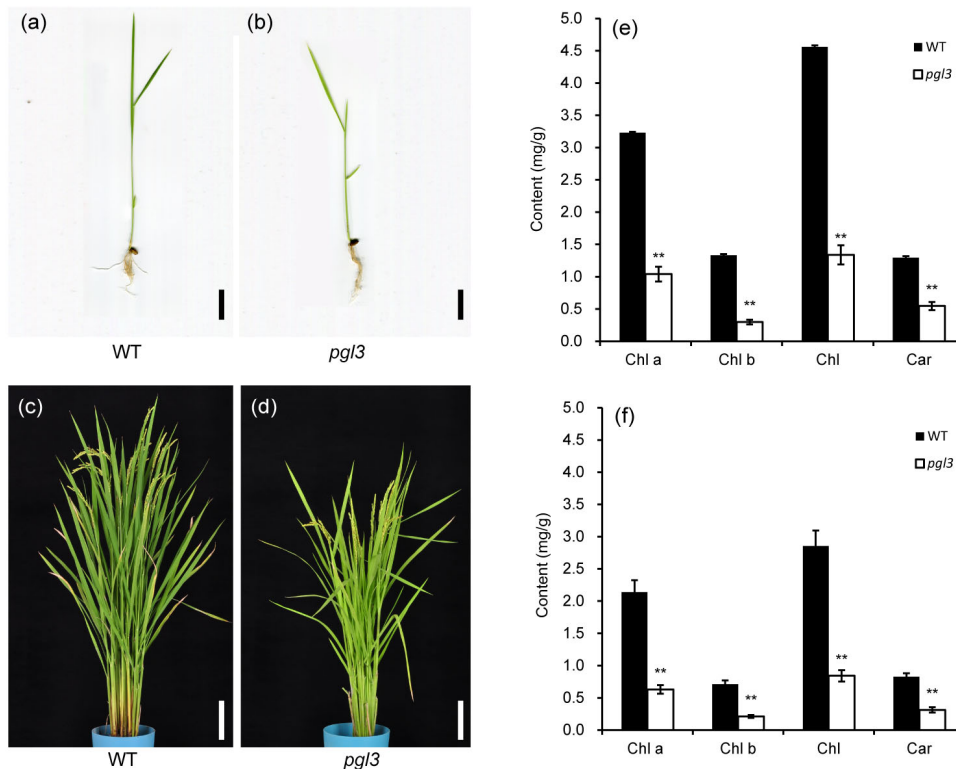 (a)
(b)
WT
pgl3
(c)
(d)
WT
pgl3
(e)
WT
pgl3
Content (mg/g)
5.0
4.5
4.0
3.5
3.0
2.5
2.0
1.5
1.0
0.5
0.0
**
**
**
**
Chl a Chl b Chl Car
(f)
WT
pgl3
Content (mg/g)
5.0
4.5
4.0
3.5
3.0
2.5
2.0
1.5
1.0
0.5
0.0
**
**
**
**
Chl a Chl b Chl Car